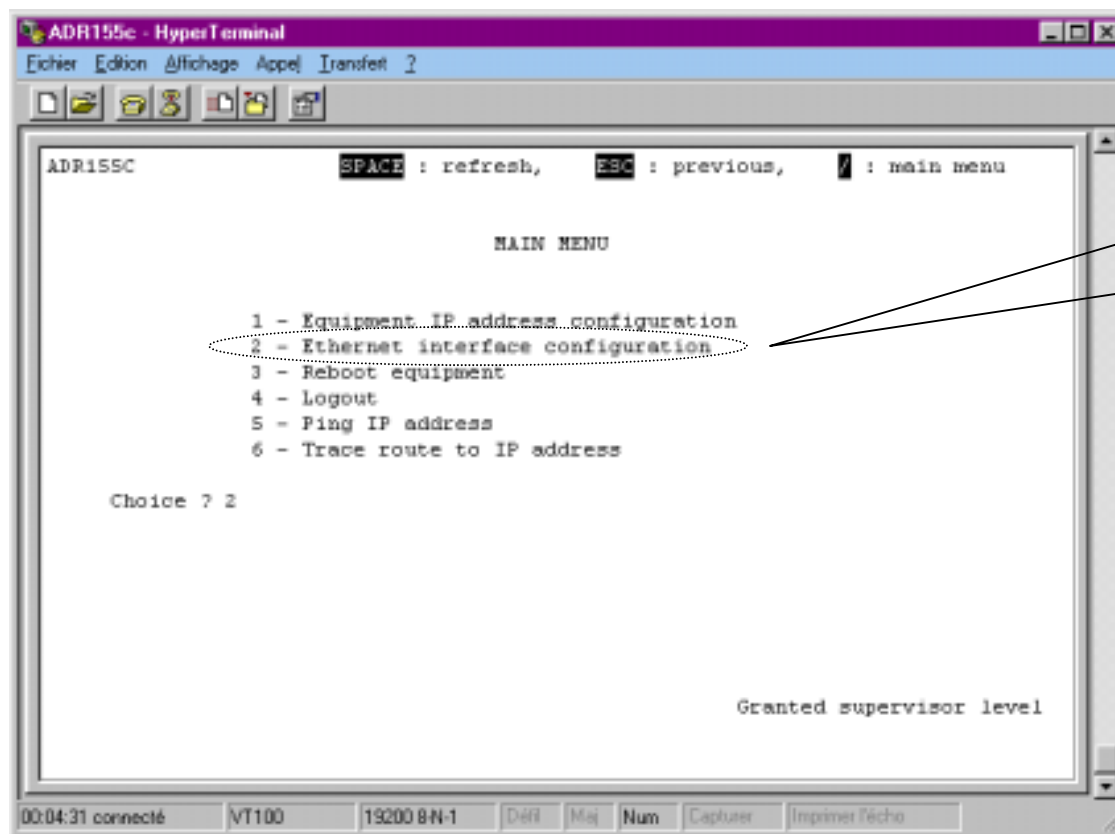 ADR155c - HyperTerminal
Fichier Edition Affichage Appel Transfert ?
ADR155C SPACE : refresh, ESC : previous, / : main menu
MAIN MENU
1 - Equipment IP address configuration
2 - Ethernet interface configuration
3 - Reboot equipment
4 - Logout
5 - Ping IP address
6 - Trace route to IP address
Choice ? 2
Granted supervisor level
00:04:31 connecté VT100 19200 8-N-1 Défil Maj Num Capturer Imprimer l'écho